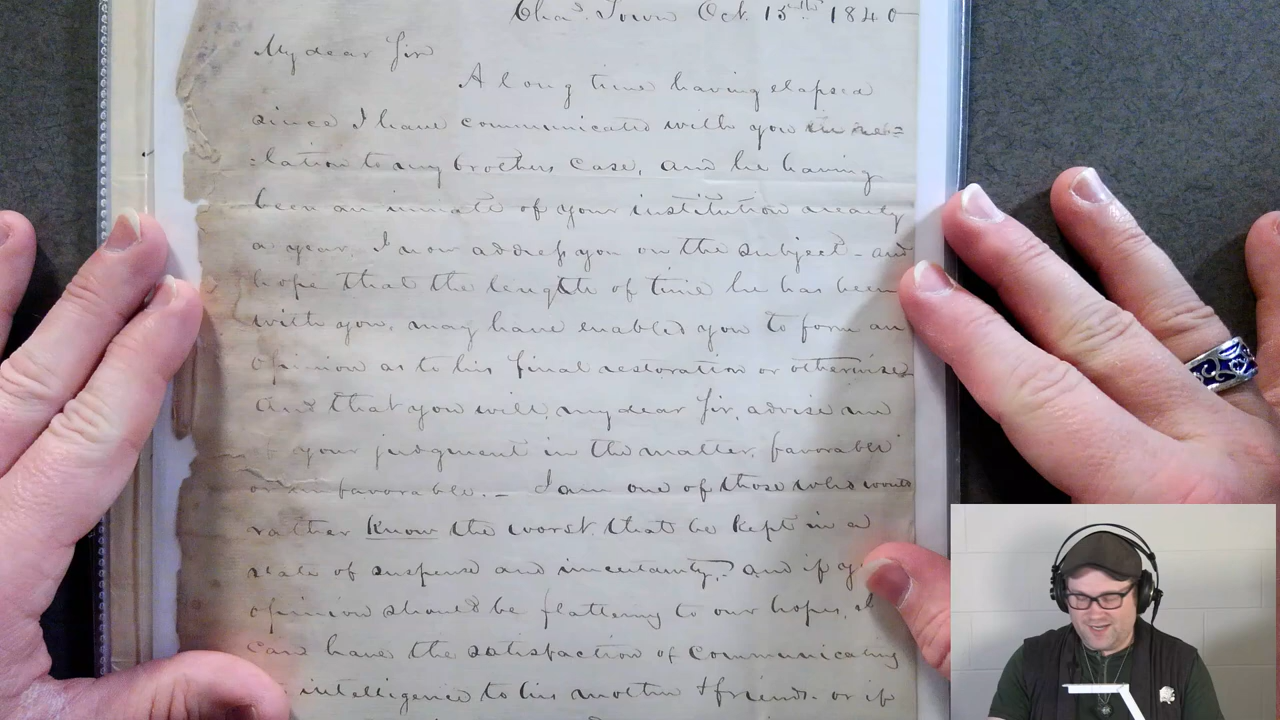 Chas. Town Oct. 15th. 1840
My dear Sir
A long time having elapsed
since I have communicated with you in re=
:lation to my brothers case, and he having
been an inmate of your institution nearly
a year, I now address you on the subject - and
hope that the length of time he has been
with you, may have enabled you to form an
opinion as to his final restoration or otherwise
And that you will, my dear Sir, advise me
your judgment in the matter, favorable
or unfavorable. - I am one of those who would
rather know the worst. that be kept in a
state of suspense and uncertainty, and if
opinion should be flattering to our hopes, I
can have the satisfaction of communicating
intelligence to his mother & friends. or if